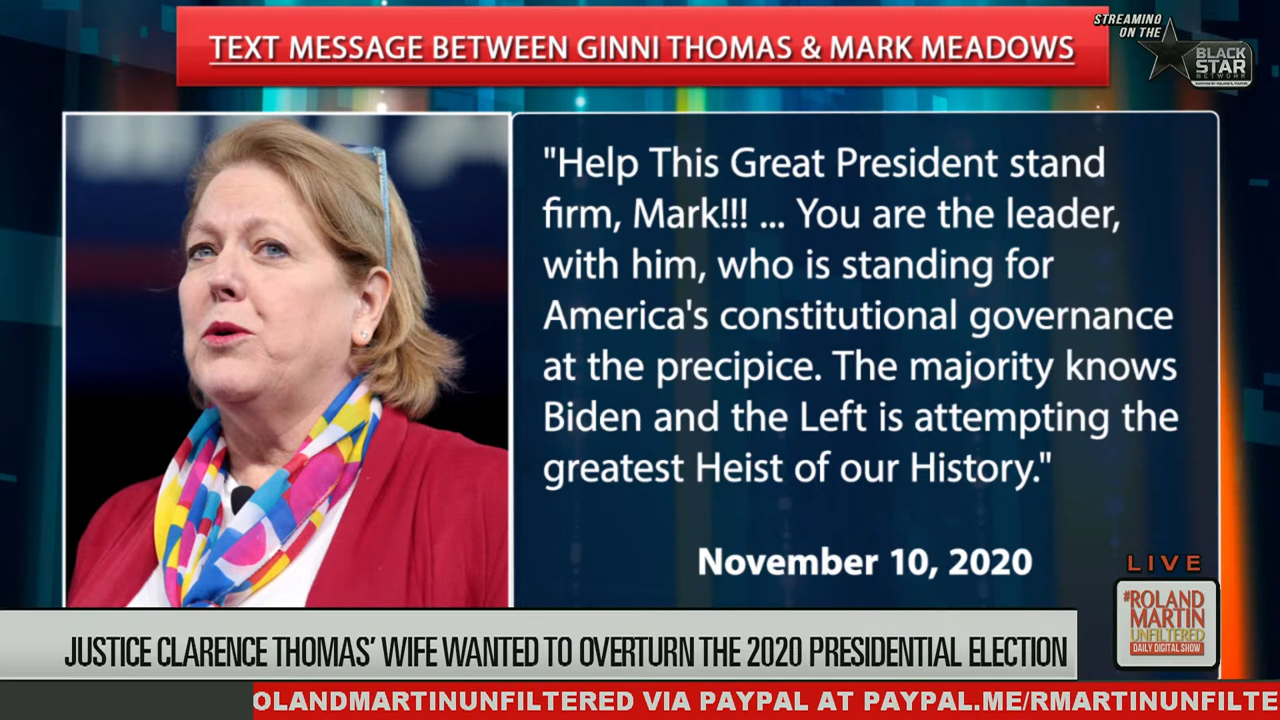 TEXT MESSAGE BETWEEN GINNI THOMAS & MARK MEADOWS
STREAMING
ON THE
BLACK
STAR
NETWORK
"Help This Great President stand
firm, Mark!!! ... You are the leader,
with him, who is standing for
America's constitutional governance
at the precipice. The majority knows
Biden and the Left is attempting the
greatest Heist of our History."
November 10, 2020
LIVE
#ROLAND
MARTIN
UNFILTERED
DAILY DIGITAL SHOW
JUSTICE CLARENCE THOMAS' WIFE WANTED TO OVERTURN THE 2020 PRESIDENTIAL ELECTION
OLANDMARTINUNFILTERED VIA PAYPAL AT PAYPAL.ME/RMARTINUNFILTE